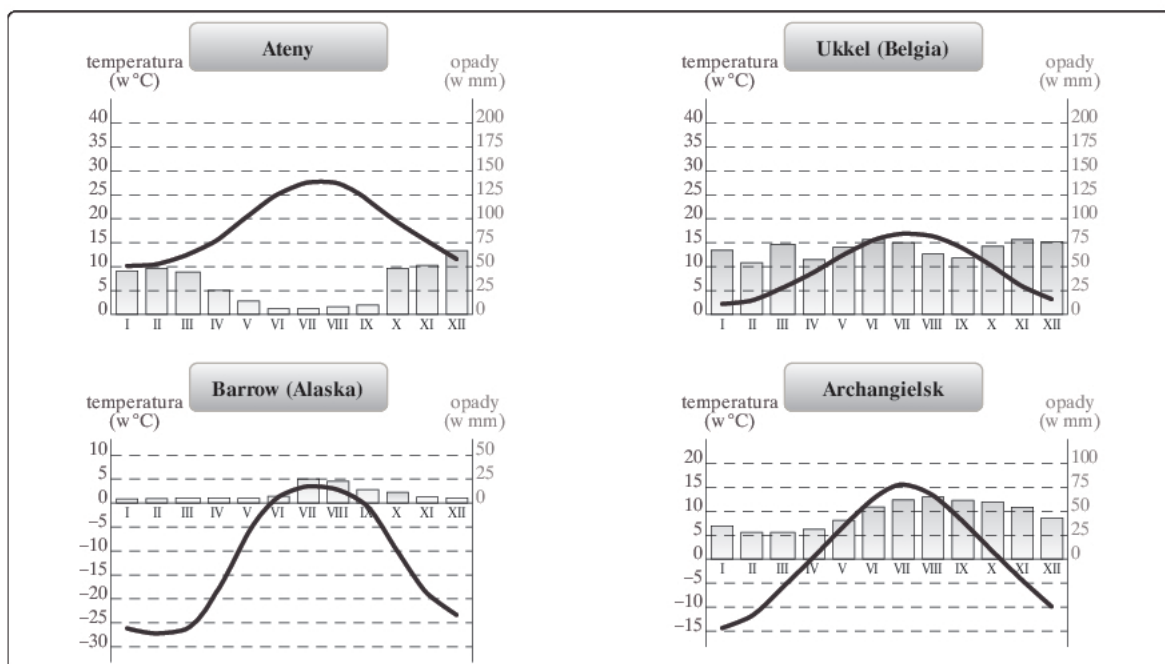 Ateny
temperatura
(w °C)
opady
(w mm)
40
35
30
25
20
15
10
5
0
200
175
150
125
100
75
50
25
0
I II III IV V VI VII VIII IX X XI XII
Ukkel (Belgia)
temperatura
(w °C)
opady
(w mm)
40
35
30
25
20
15
10
5
0
200
175
150
125
100
75
50
25
0
I II III IV V VI VII VIII IX X XI XII
Barrow (Alaska)
temperatura
(w °C)
opady
(w mm)
10
5
0
−5
−10
−15
−20
−25
−30
50
25
0
I II III IV V VI VII VIII IX X XI XII
Archangielsk
temperatura
(w °C)
opady
(w mm)
20
15
10
5
0
−5
−10
−15
100
75
50
25
0
I II III IV V VI VII VIII IX X XI XII